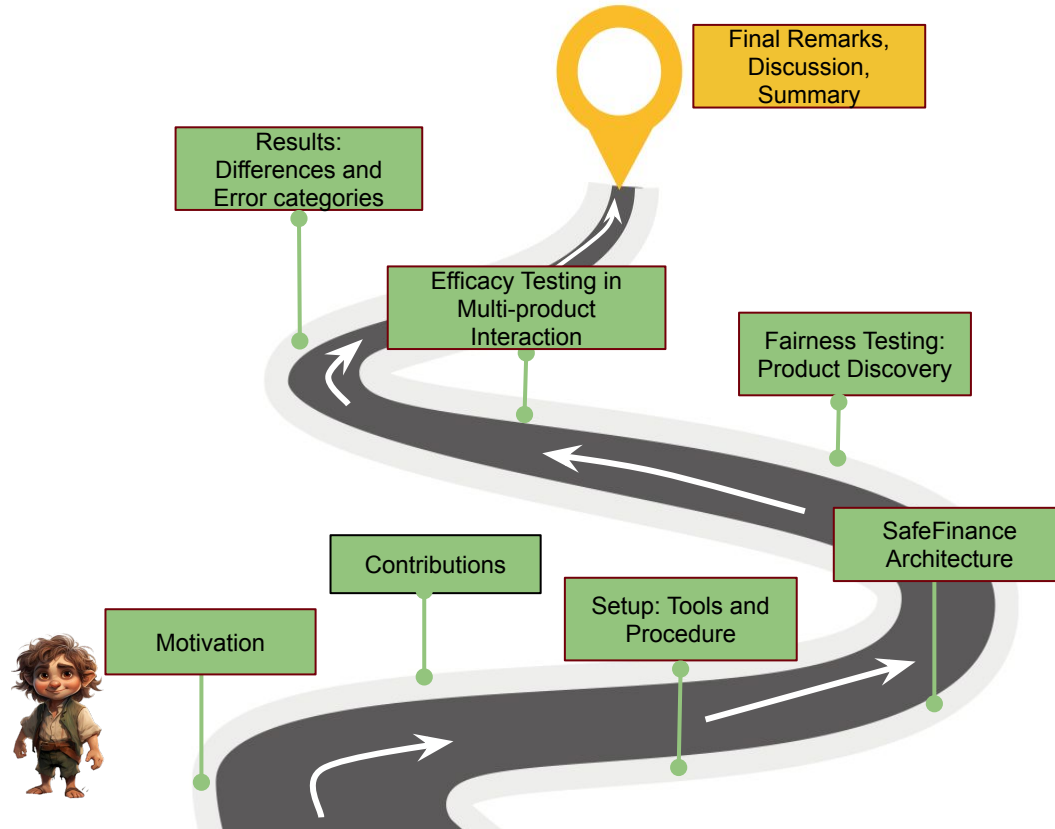 Final Remarks,
Discussion,
Summary
Results:
Differences and
Error categories
Efficacy Testing in
Multi-product
Interaction
Fairness Testing:
Product Discovery
SafeFinance
Architecture
Contributions
Setup: Tools and
Procedure
Motivation